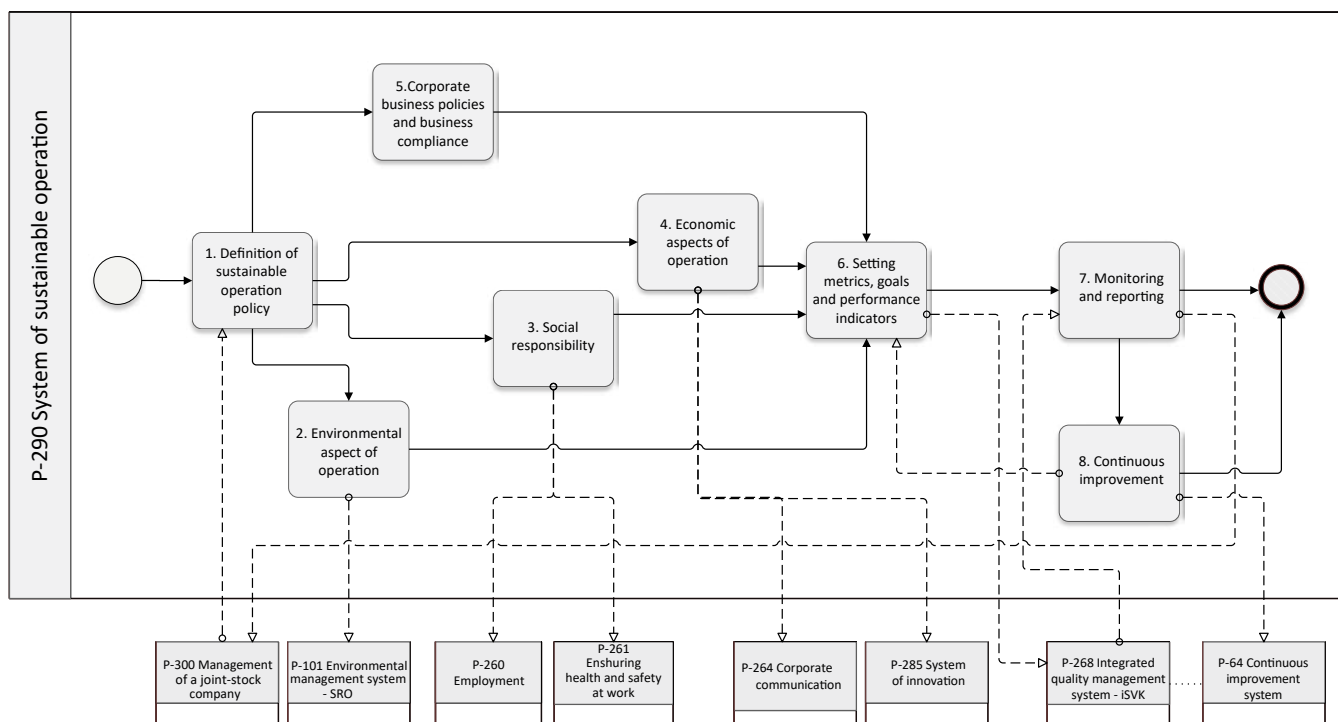 P-290 System of sustainable operation
5.Corporate
business policies
and business
compliance
1. Definition of
sustainable
operation
policy
4. Economic
aspects of
operation
3. Social
responsibility
2. Environmental
aspect of
operation
6. Setting
metrics, goals
and performance
indicators
7. Monitoring
and reporting
8. Continuous
improvement
P-300 Management
of a joint-stock
company
P-101 Environmental
management system
- SRO
P-260
Employment
P-261
Enshuring
health and safety
at work
P-264 Corporate
communication
P-285 System
of innovation
P-268 Integrated
quality management
system - iSVK
P-64 Continuous
improvement
system